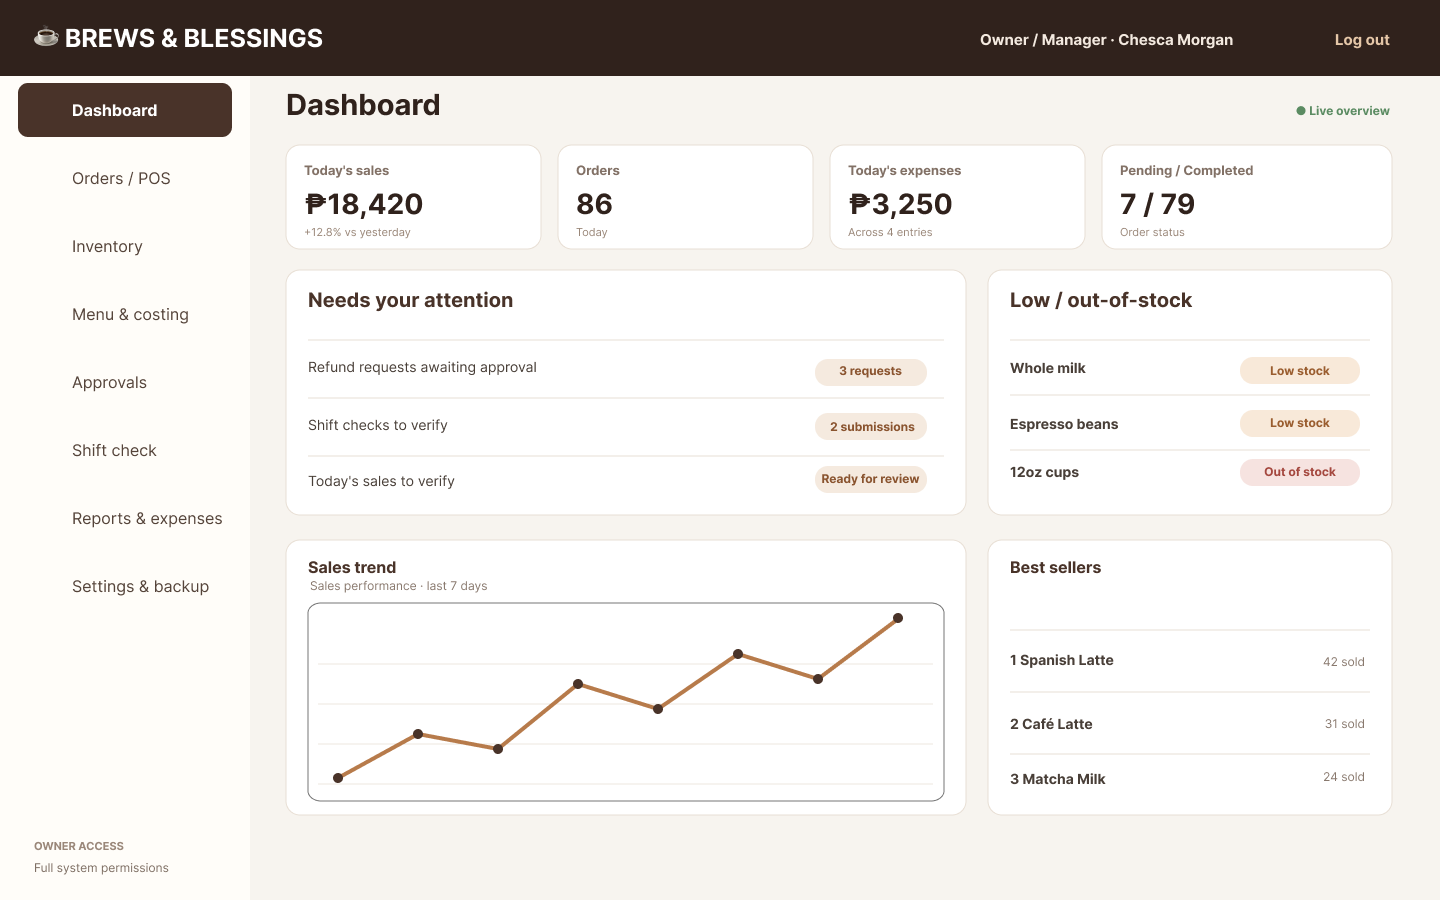 BREWS & BLESSINGS
Owner / Manager · Chesca Morgan
Log out
Dashboard
Orders / POS
Inventory
Menu & costing
Approvals
Shift check
Reports & expenses
Settings & backup
OWNER ACCESS
Full system permissions
Dashboard
Live overview
Today's sales
₱18,420
+12.8% vs yesterday
Orders
86
Today
Today's expenses
₱3,250
Across 4 entries
Pending / Completed
7 / 79
Order status
Needs your attention
Refund requests awaiting approval
3 requests
Shift checks to verify
2 submissions
Today's sales to verify
Ready for review
Low / out-of-stock
Whole milk
Low stock
Espresso beans
Low stock
12oz cups
Out of stock
Sales trend
Sales performance · last 7 days
Best sellers
1 Spanish Latte
42 sold
2 Café Latte
31 sold
3 Matcha Milk
24 sold